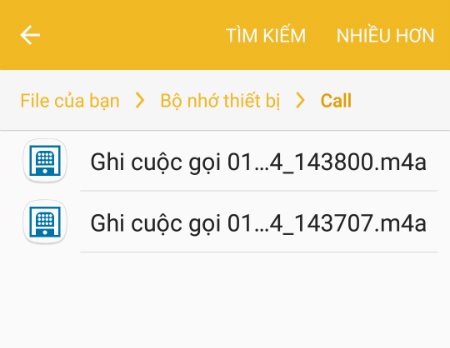 TÌM KIẾM NHIỀU HƠN
File của bạn > Bộ nhớ thiết bị > Call
Ghi cuộc gọi 01...4_143800.m4a
Ghi cuộc gọi 01...4_143707.m4a